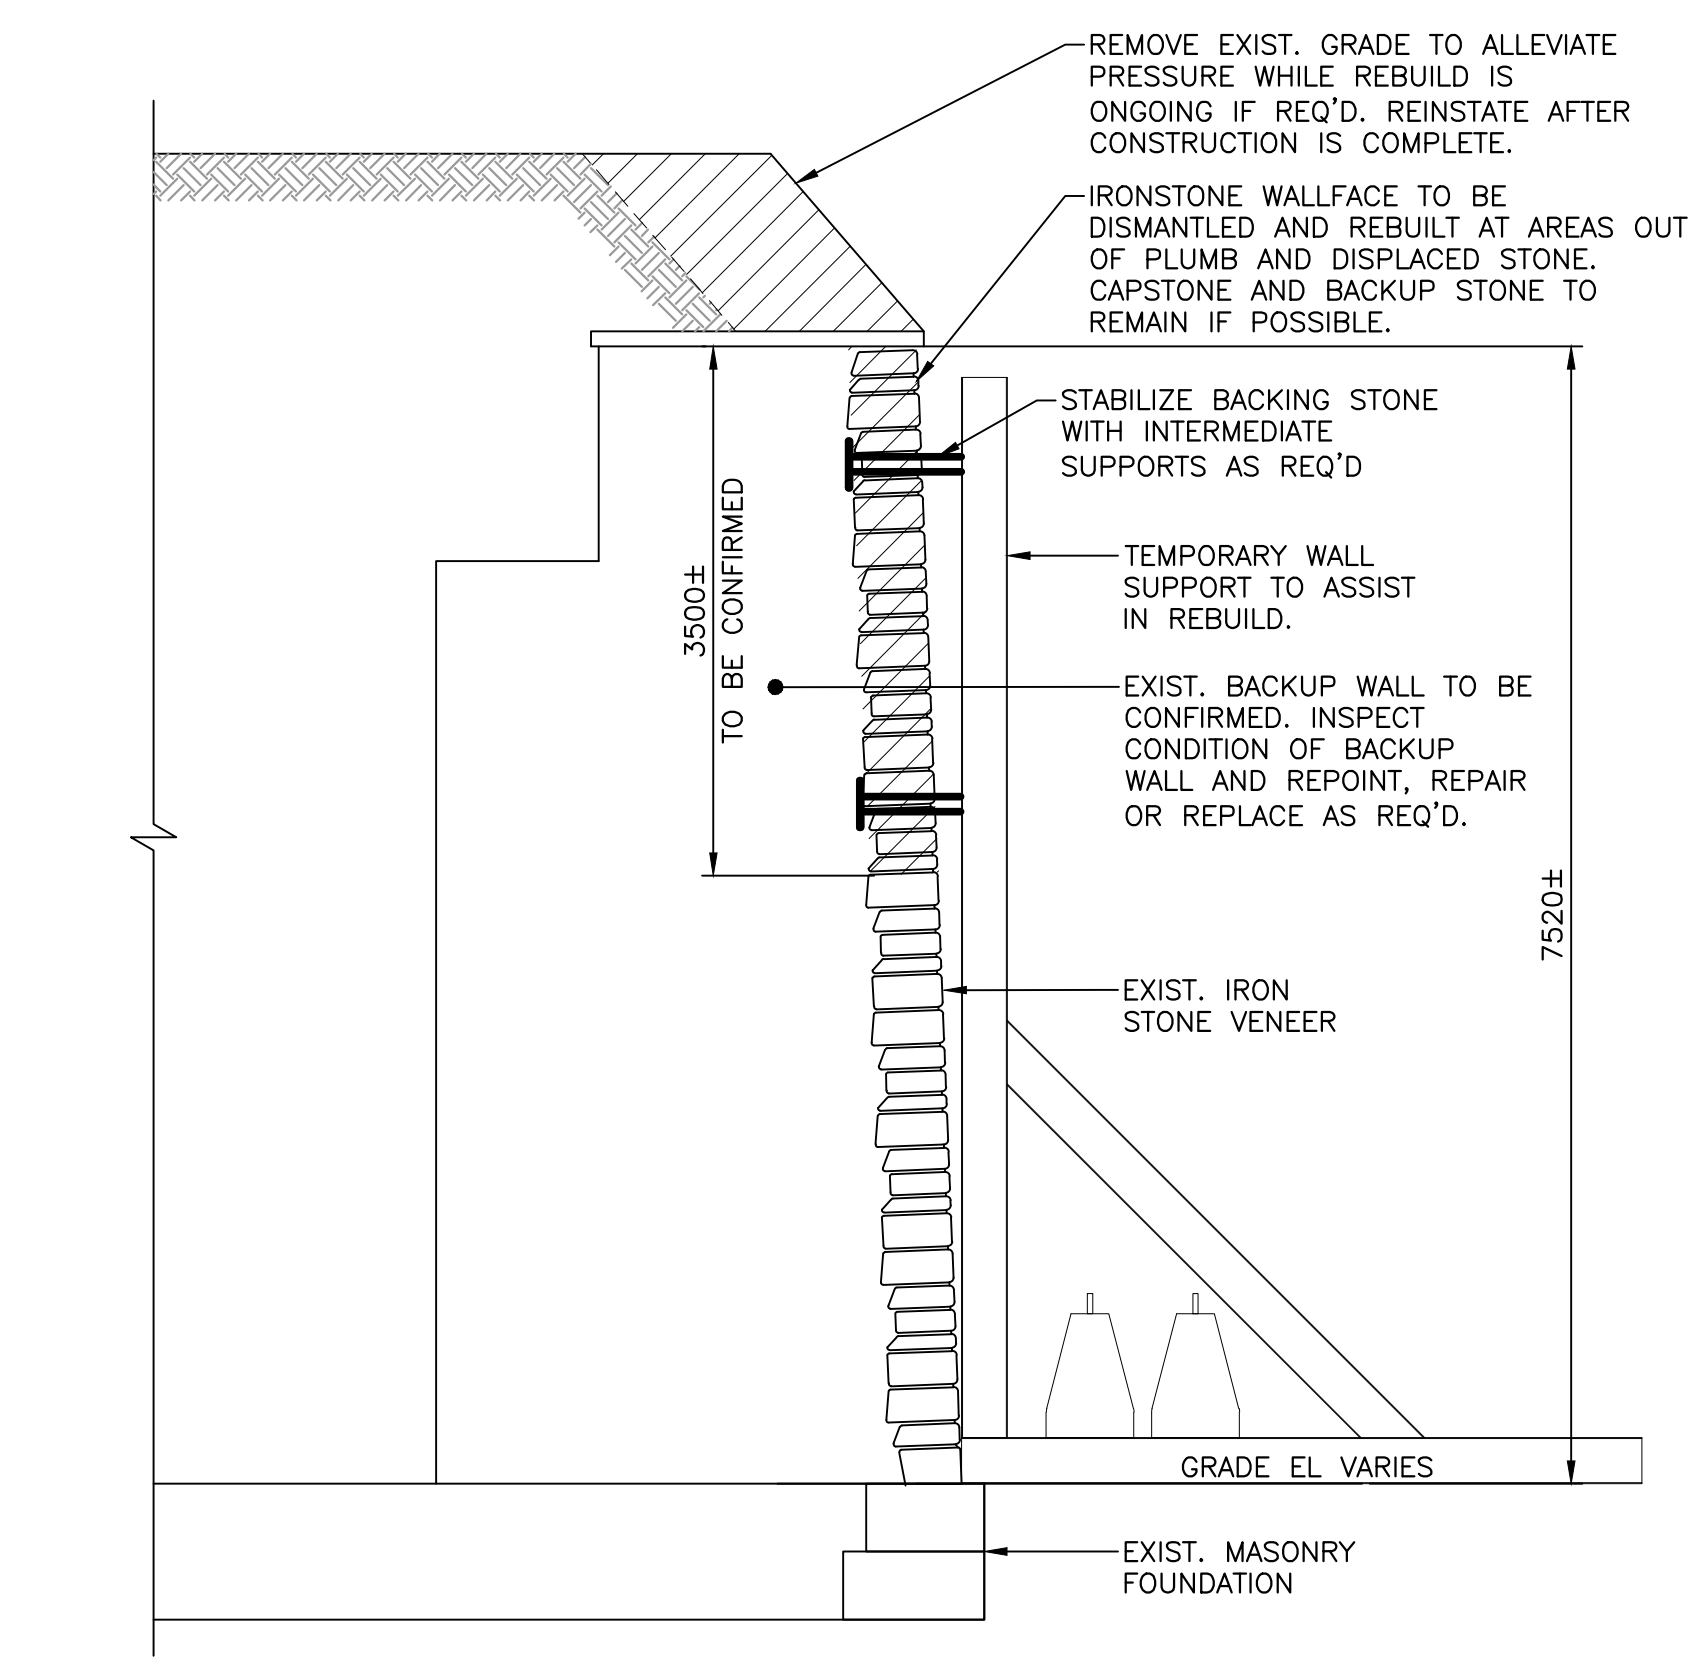 REMOVE EXIST. GRADE TO ALLEVIATE
PRESSURE WHILE REBUILD IS
ONGOING IF REQ'D. REINSTATE AFTER
CONSTRUCTION IS COMPLETE.
IRONSTONE WALLFACE TO BE
DISMANTLED AND REBUILT AT AREAS OUT
OF PLUMB AND DISPLACED STONE.
CAPSTONE AND BACKUP STONE TO
REMAIN IF POSSIBLE.
STABILIZE BACKING STONE
WITH INTERMEDIATE
SUPPORTS AS REQ'D
3500±
TO BE CONFIRMED
TEMPORARY WALL
SUPPORT TO ASSIST
IN REBUILD.
EXIST. BACKUP WALL TO BE
CONFIRMED. INSPECT
CONDITION OF BACKUP
WALL AND REPOINT, REPAIR
OR REPLACE AS REQ'D.
7520±
EXIST. IRON
STONE VENEER
GRADE EL VARIES
EXIST. MASONRY
FOUNDATION